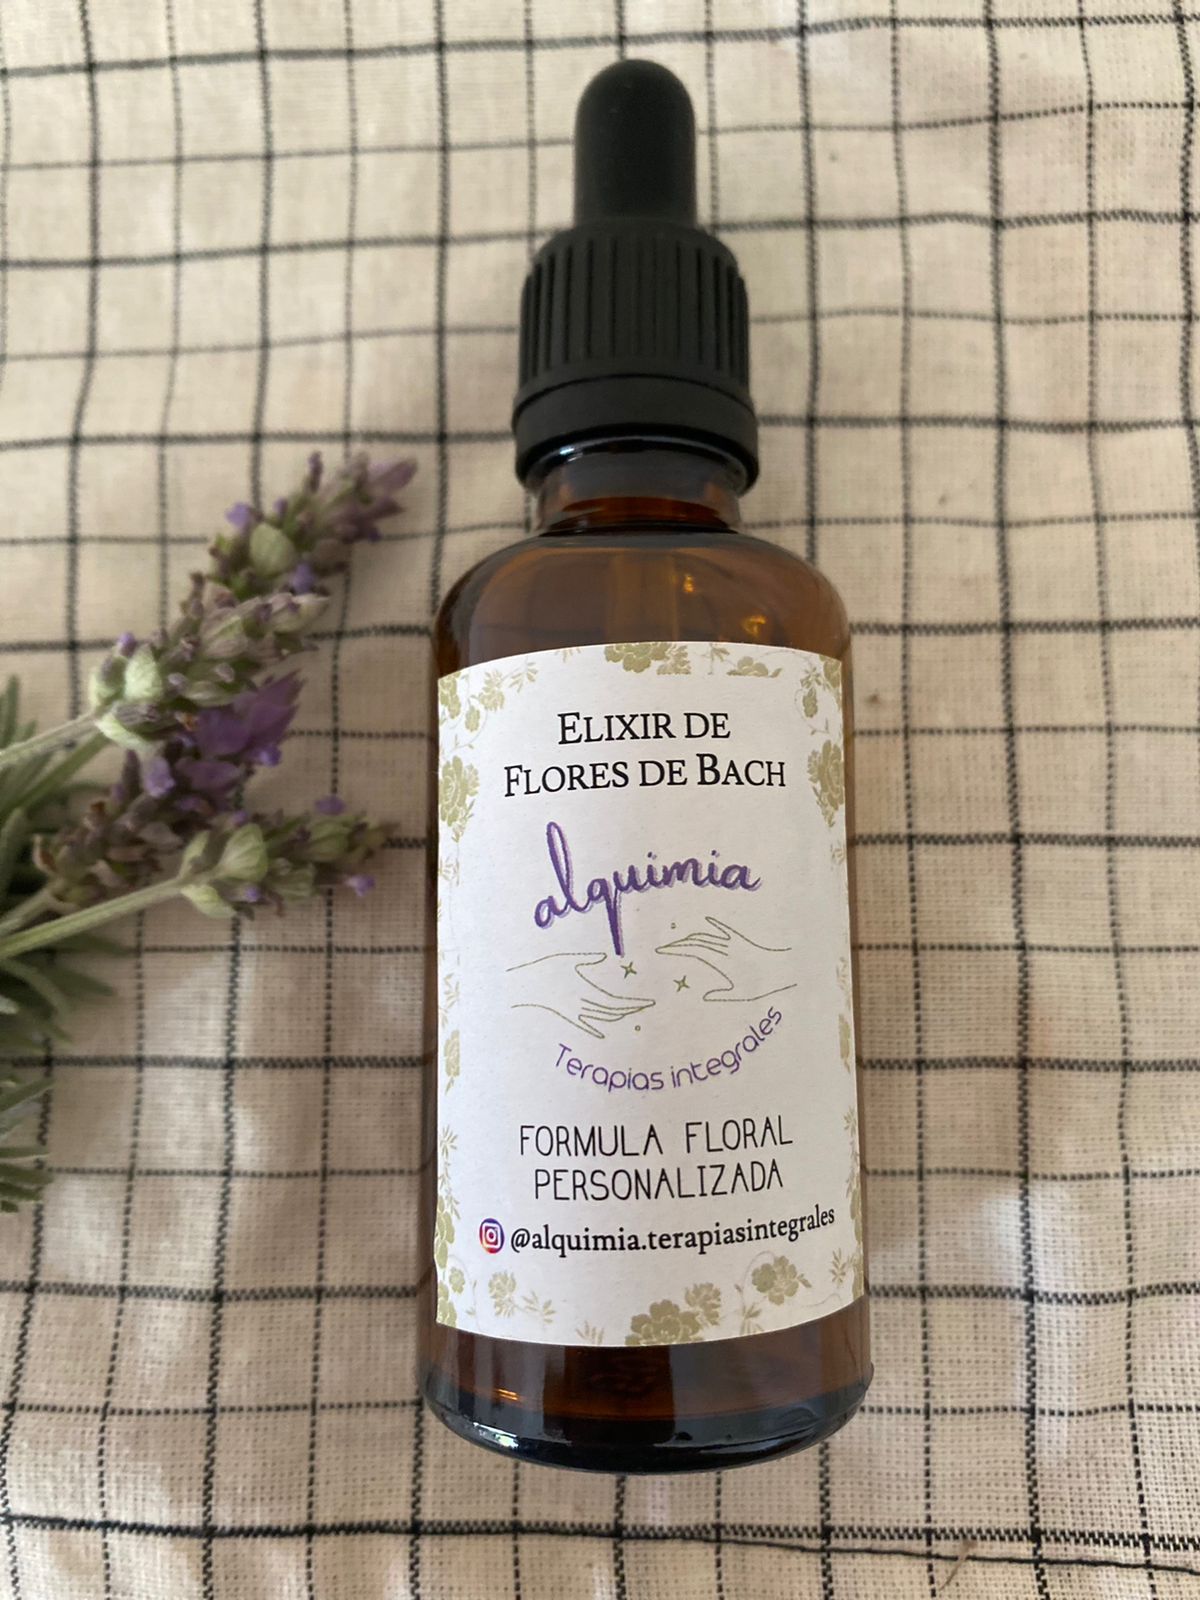 ELIXIR DE
FLORES DE BACH
alquimia
Terapias integrales
FORMULA FLORAL
PERSONALIZADA
@alquimia.terapiasintegrales